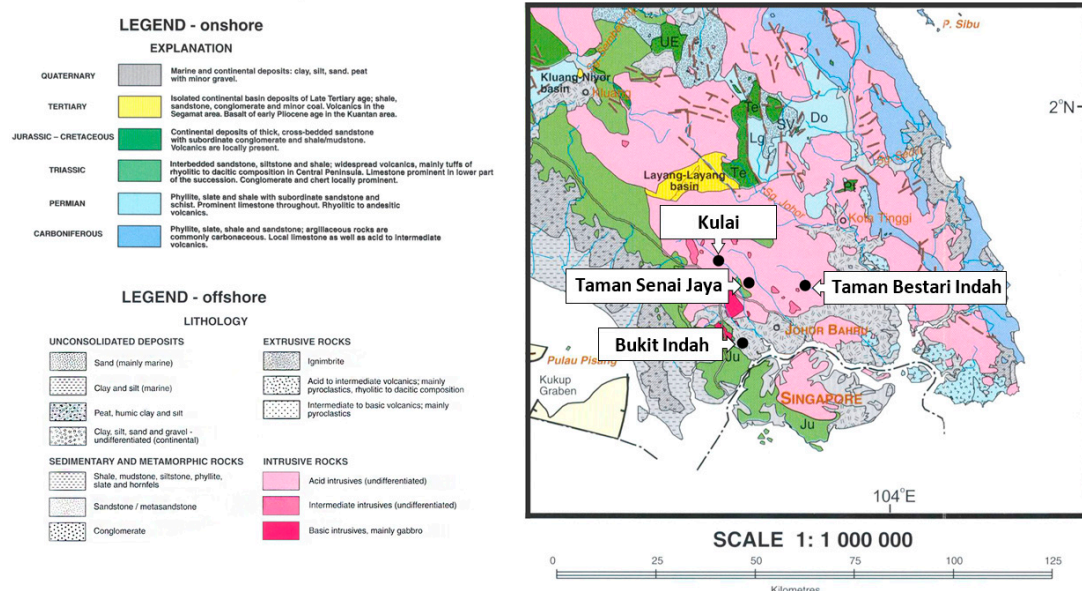 LEGEND - onshore
EXPLANATION
QUATERNARY
Marine and continental deposits: clay, silt, sand. peat
with minor gravel.
TERTIARY
Isolated continental basin deposits of Late Tertiary age; shale,
sandstone, conglomerate and minor coal. Volcanics in the
Segamat area. Basalt of early Pliocene age in the Kuantan area.
JURASSIC – CRETACEOUS
Continental deposits of thick, cross-bedded sandstone
with subordinate conglomerate and shale/mudstone.
Volcanics are locally present.
TRIASSIC
Interbedded sandstone, siltstone and shale; widespread volcanics, mainly tuffs of
rhyolitic to dacitic composition in Central Peninsula. Limestone prominent in lower part
of the succession. Conglomerate and chert locally prominent.
PERMIAN
Phyllite, slate and shale with subordinate sandstone and
schist. Prominent limestone throughout. Rhyolitic to andesitic
volcanics.
CARBONIFEROUS
Phyllite, slate, shale and sandstone; argillaceous rocks are
commonly carbonaceous. Local limestone as well as acid to intermediate
volcanics.
LEGEND - offshore
LITHOLOGY
UNCONSOLIDATED DEPOSITS
Sand (mainly marine)
Clay and silt (marine)
Peat, humic clay and silt
Clay, silt, sand and gravel -
undifferentiated (continental)
EXTRUSIVE ROCKS
Ignimbrite
Acid to intermediate volcanics; mainly
pyroclasts, rhyolitic to dacitic composition
Intermediate to basic volcanics; mainly
pyroclastics
SEDIMENTARY AND METAMORPHIC ROCKS
Shale, mudstone, siltstone, phyllite,
slate and hornfels
Sandstone / metasandstone
Conglomerate
INTRUSIVE ROCKS
Acid intrusives (undifferentiated)
Intermediate intrusives (undifferentiated)
Basic intrusives, mainly gabbro
P. Sibu
UE
Kluang-Niyor
basin
Kluang
2°N
Te
Lg
SV
Do
Layang-Layang
basin
Te
Sg. Johor
Pr
Kota Tinggi
Kulai
Taman Senai Jaya
Taman Bestari Indah
Bukit Indah
JOHOR BAHRU
Ju
Pulau Pisang
Kukup
Graben
SINGAPORE
Ju
104°E
SCALE 1: 1 000 000
0 25 50 75 100 125
Kilometres